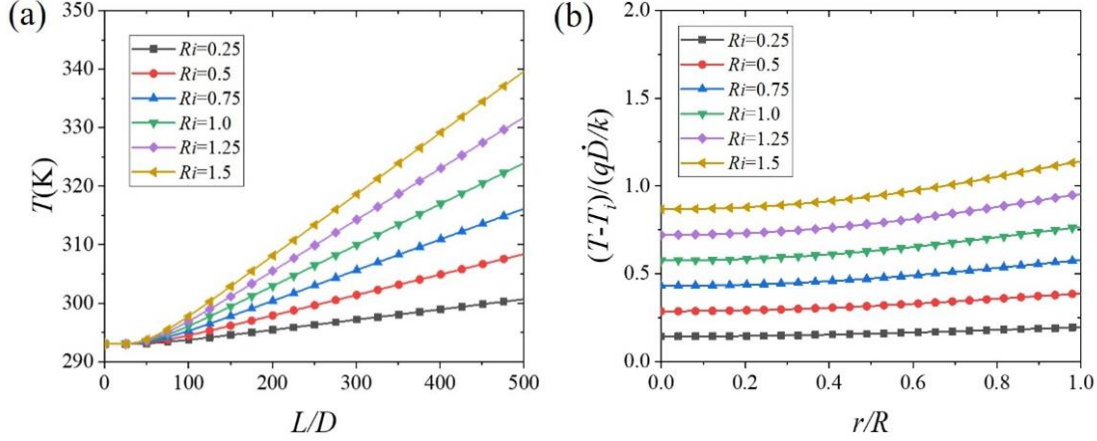 (a)
T(K)
350
340
330
320
310
300
290
Ri=0.25
Ri=0.5
Ri=0.75
Ri=1.0
Ri=1.25
Ri=1.5
0 100 200 300 400 500
L/D
(b)
(T-Ti)/(qḊ/k)
2.0
1.5
1.0
0.5
0.0
Ri=0.25
Ri=0.5
Ri=0.75
Ri=1.0
Ri=1.25
Ri=1.5
0.0 0.2 0.4 0.6 0.8 1.0
r/R